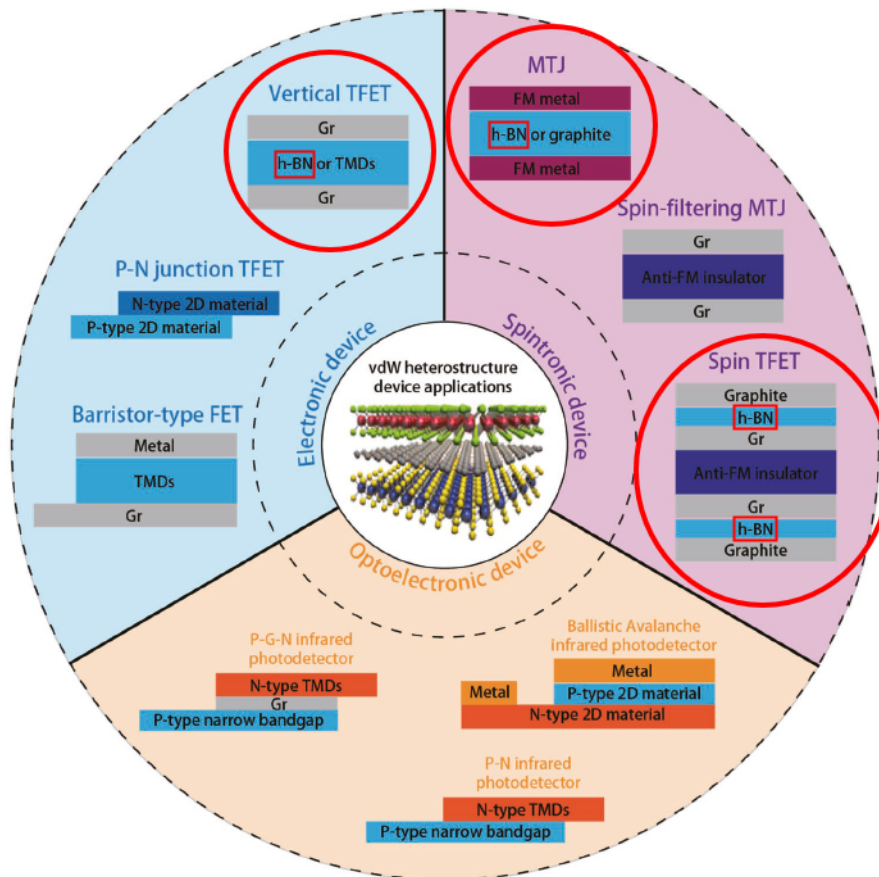 Vertical TFET
Gr
h-BN or TMDs
Gr
P-N junction TFET
N-type 2D material
P-type 2D material
Barristor-type FET
Metal
TMDs
Gr
Electronic device
MTJ
FM metal
h-BN or graphite
FM metal
Spin-filtering MTJ
Gr
Anti-FM insulator
Gr
Spin TFET
Graphite
h-BN
Gr
Anti-FM insulator
Gr
h-BN
Graphite
Spintronic device
vdW heterostructure
device applications
Optoelectronic device
P-G-N infrared
photodetector
N-type TMDs
Gr
P-type narrow bandgap
Ballistic Avalanche
infrared photodetector
Metal
Metal
P-type 2D material
N-type 2D material
P-N infrared
photodetector
N-type TMDs
P-type narrow bandgap